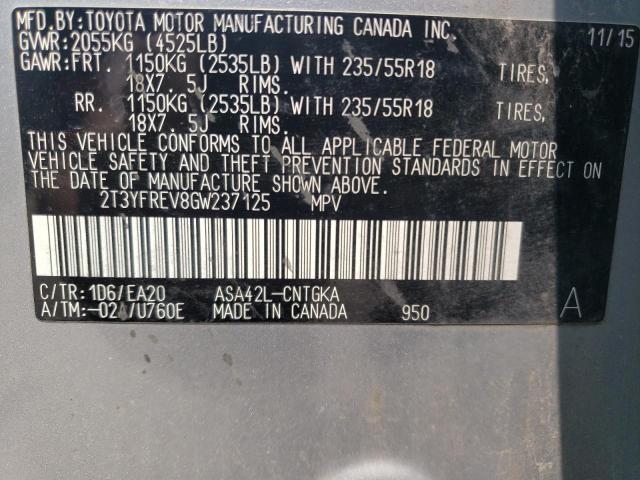 MFD.BY:TOYOTA MOTOR MANUFACTURING CANADA INC. 11/15
GVWR:2055KG (4525LB)
GAWR:FRT. 1150KG (2535LB) WITH 235/55R18 TIRES,
18X7.5J RIMS.
RR. 1150KG (2535LB) WITH 235/55R18 TIRES,
18X7.5J RIMS.
THIS VEHICLE CONFORMS TO ALL APPLICABLE FEDERAL MOTOR
VEHICLE SAFETY AND THEFT PREVENTION STANDARDS IN EFFECT ON
THE DATE OF MANUFACTURE SHOWN ABOVE.
2T3YFREV8GW237125 MPV
C/TR:1D6/EA20 ASA42L-CNTGKA
A/TM:-02A/U760E MADE IN CANADA 950 A